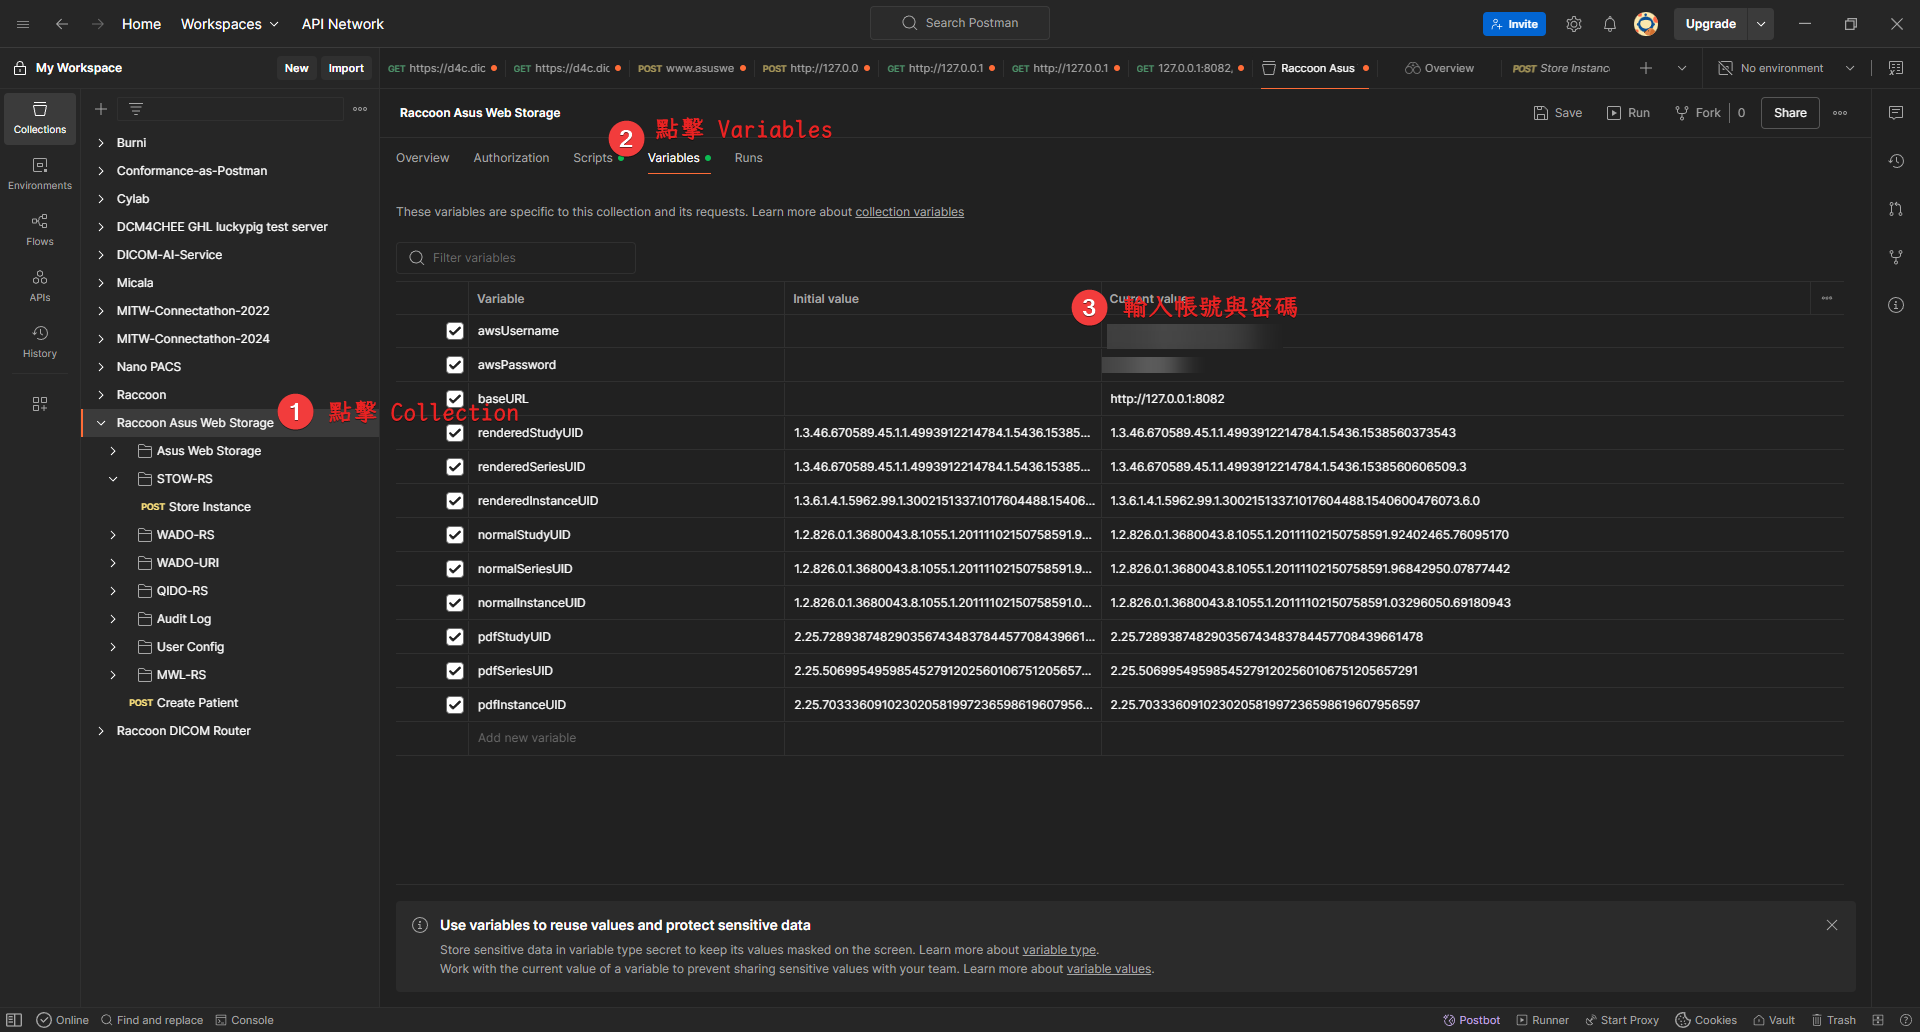 Home Workspaces API Network Search Postman Invite Upgrade
My Workspace New Import GET https://d4c.dic GET https://d4c.dic POST www.asuswe POST http://127.0.0 GET http://127.0.0.1 GET http://127.0.0.1 GET 127.0.0.1:8082, Raccoon Asus Overview POST Store Instanc No environment
Collections
Environments
Flows
APIs
History
Burni
Conformance-as-Postman
Cylab
DCM4CHEE GHL luckypig test server
DICOM-AI-Service
Micala
MITW-Connectathon-2022
MITW-Connectathon-2024
Nano PACS
Raccoon
Raccoon Asus Web Storage
1 點擊 Collection
Asus Web Storage
STOW-RS
POST Store Instance
WADO-RS
WADO-URI
QIDO-RS
Audit Log
User Config
MWL-RS
POST Create Patient
Raccoon DICOM Router
Raccoon Asus Web Storage Save Run Fork 0 Share
2 點擊 Variables
Overview Authorization Scripts Variables Runs
These variables are specific to this collection and its requests. Learn more about collection variables
Filter variables
Variable Initial value Current value
3 輸入帳號與密碼
awsUsername
awsPassword
baseURL http://127.0.0.1:8082
renderedStudyUID 1.3.46.670589.45.1.1.4993912214784.1.5436.15385... 1.3.46.670589.45.1.1.4993912214784.1.5436.1538560373543
renderedSeriesUID 1.3.46.670589.45.1.1.4993912214784.1.5436.15385... 1.3.46.670589.45.1.1.4993912214784.1.5436.1538560606509.3
renderedInstanceUID 1.3.6.1.4.1.5962.99.1.3002151337.1017604488.15406... 1.3.6.1.4.1.5962.99.1.3002151337.1017604488.1540600476073.6.0
normalStudyUID 1.2.826.0.1.3680043.8.1055.1.20111102150758591.9... 1.2.826.0.1.3680043.8.1055.1.20111102150758591.92402465.76095170
normalSeriesUID 1.2.826.0.1.3680043.8.1055.1.20111102150758591.9... 1.2.826.0.1.3680043.8.1055.1.20111102150758591.96842950.07877442
normalInstanceUID 1.2.826.0.1.3680043.8.1055.1.20111102150758591.0... 1.2.826.0.1.3680043.8.1055.1.20111102150758591.03296050.69180943
pdfStudyUID 2.25.728938748290356743483784457708439661... 2.25.72893874829035674348378445770843​9661478
pdfSeriesUID 2.25.50699549598545279120256010675120​5657... 2.25.506995495985452791202560106751205657291
pdfInstanceUID 2.25.70333609102302058199723659861960​7956... 2.25.703336091023020581997236598619607956597
Add new variable
Use variables to reuse values and protect sensitive data
Store sensitive data in variable type secret to keep its values masked on the screen. Learn more about variable type.
Work with the current value of a variable to prevent sharing sensitive values with your team. Learn more about variable values.
Online Find and replace Console Postbot Runner Start Proxy Cookies Vault Trash